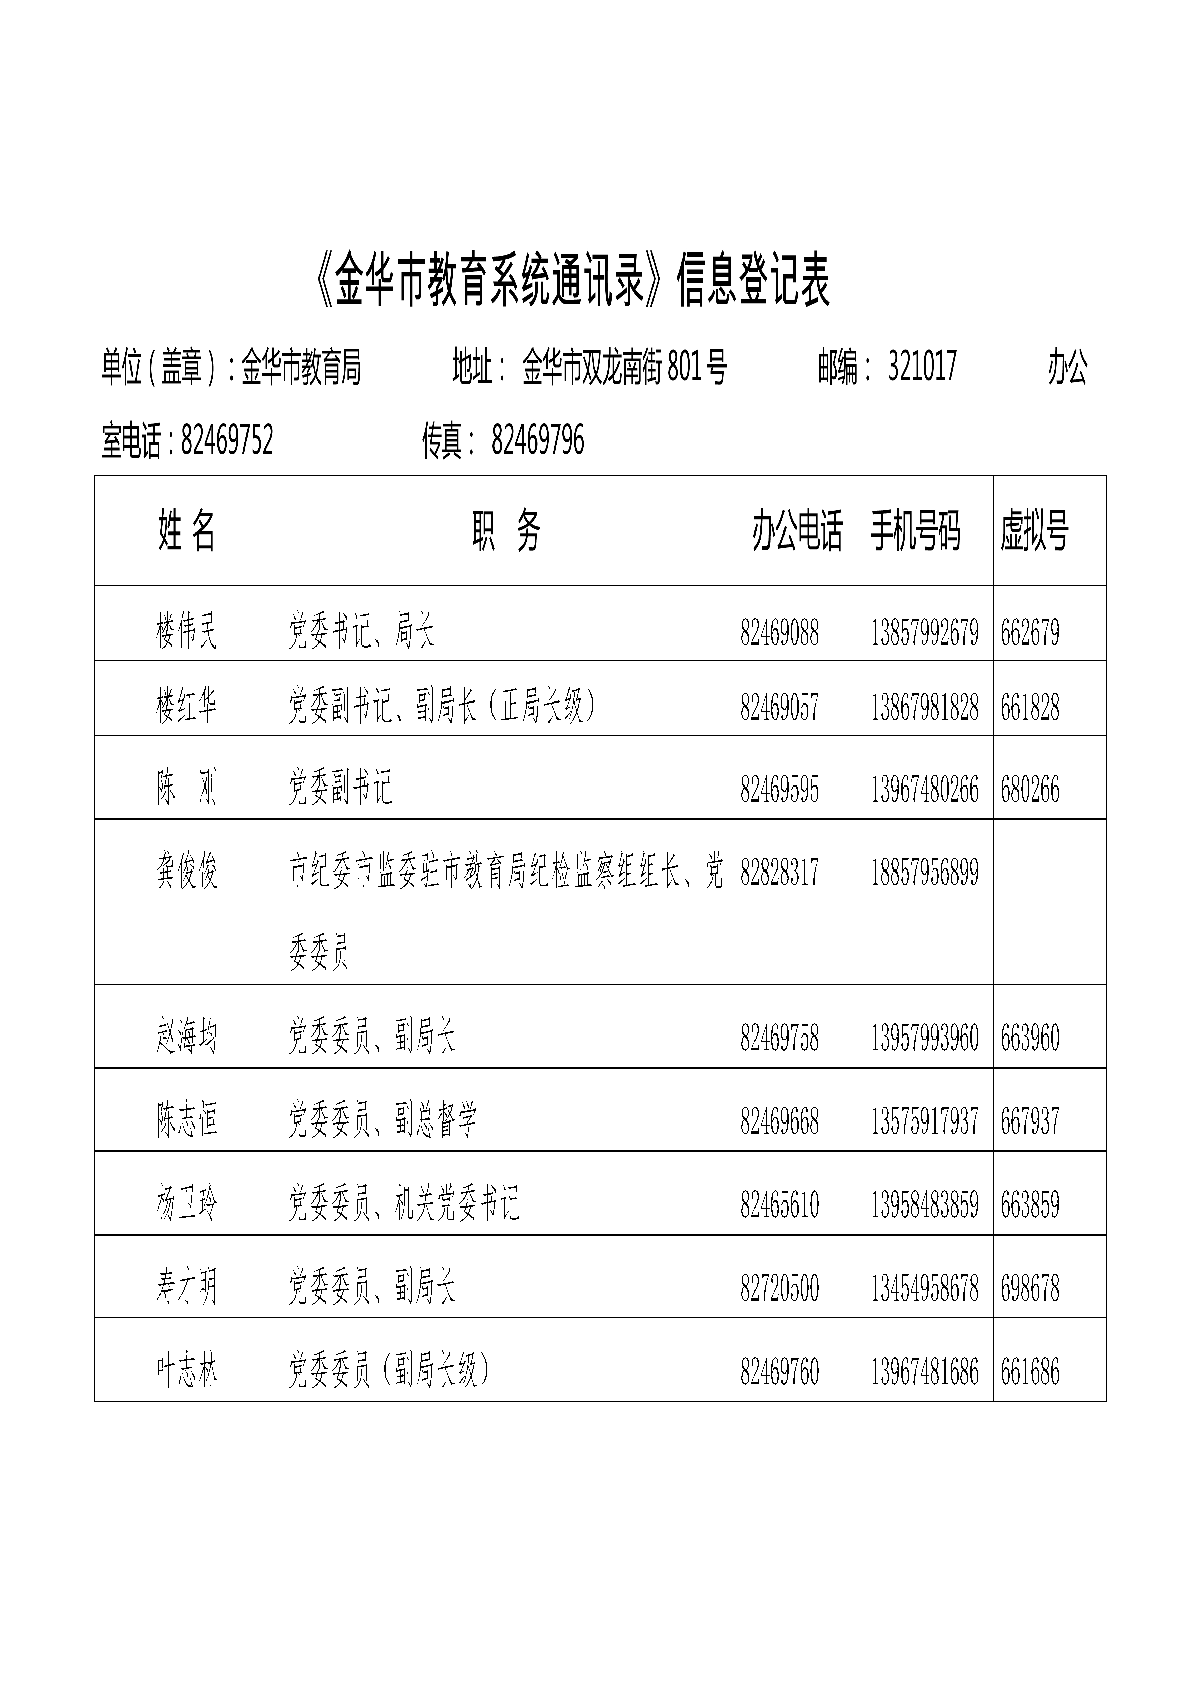 《金华市教育系统通讯录》信息登记表
单位（盖章）：金华市教育局 地址： 金华市双龙南街801号 邮编： 321017 办公
室电话：82469752 传真： 82469796
姓 名 职 务 办公电话 手机号码 虚拟号
楼伟民 党委书记、局长 82469088 13857992679 662679
楼红华 党委副书记、副局长（正局长级） 82469057 13867981828 661828
陈 刚 党委副书记 82469595 13967480266 680266
龚俊俊 市纪委市监委驻市教育局纪检监察组组长、党 82828317 18857956899
委委员
赵海均 党委委员、副局长 82469758 13957993960 663960
陈志恒 党委委员、副总督学 82469668 13575917937 667937
杨卫玲 党委委员、机关党委书记 82465610 13958483859 663859
寿才玥 党委委员、副局长 82720500 13454958678 698678
叶志林 党委委员（副局长级） 82469760 13967481686 661686